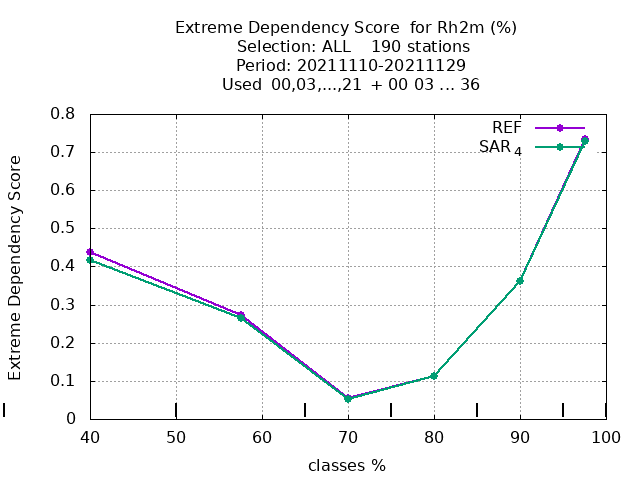 Extreme Dependency Score  for Rh2m (%)
Selection: ALL    190 stations
Period: 20211110-20211129
Used  00,03,...,21  + 00 03 ... 36
REF
SAR 4
Extreme Dependency Score
0.8
0.7
0.6
0.5
0.4
0.3
0.2
0.1
0
40 50 60 70 80 90 100
classes %